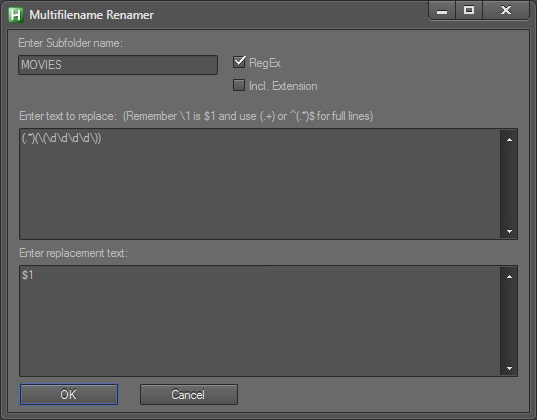 Multifilename Renamer
Enter Subfolder name:
MOVIES
RegEx
Incl. Extension
Enter text to replace: (Remember \1 is $1 and use (.+) or ^(.*)$ for full lines)
(.*)(\(\d\d\d\d\))
Enter replacement text:
$1
OK
Cancel